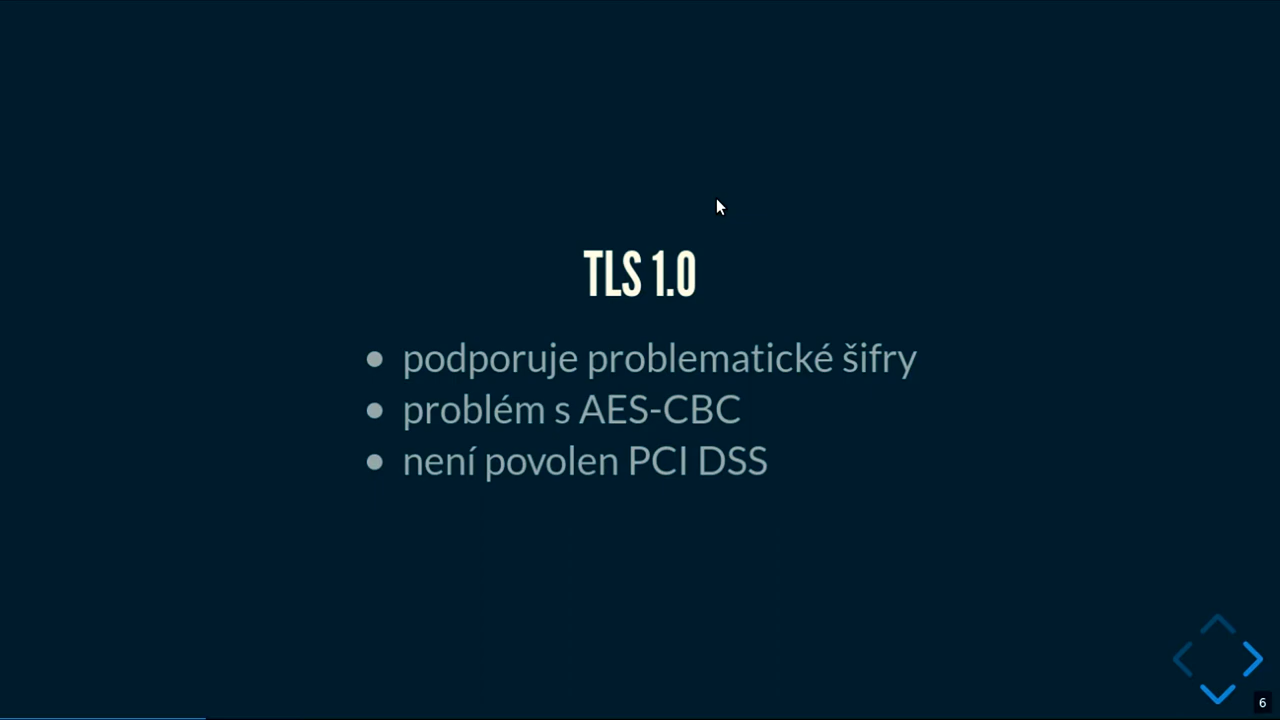 TLS 1.0
podporuje problematické šifry
problém s AES-CBC
není povolen PCI DSS
6